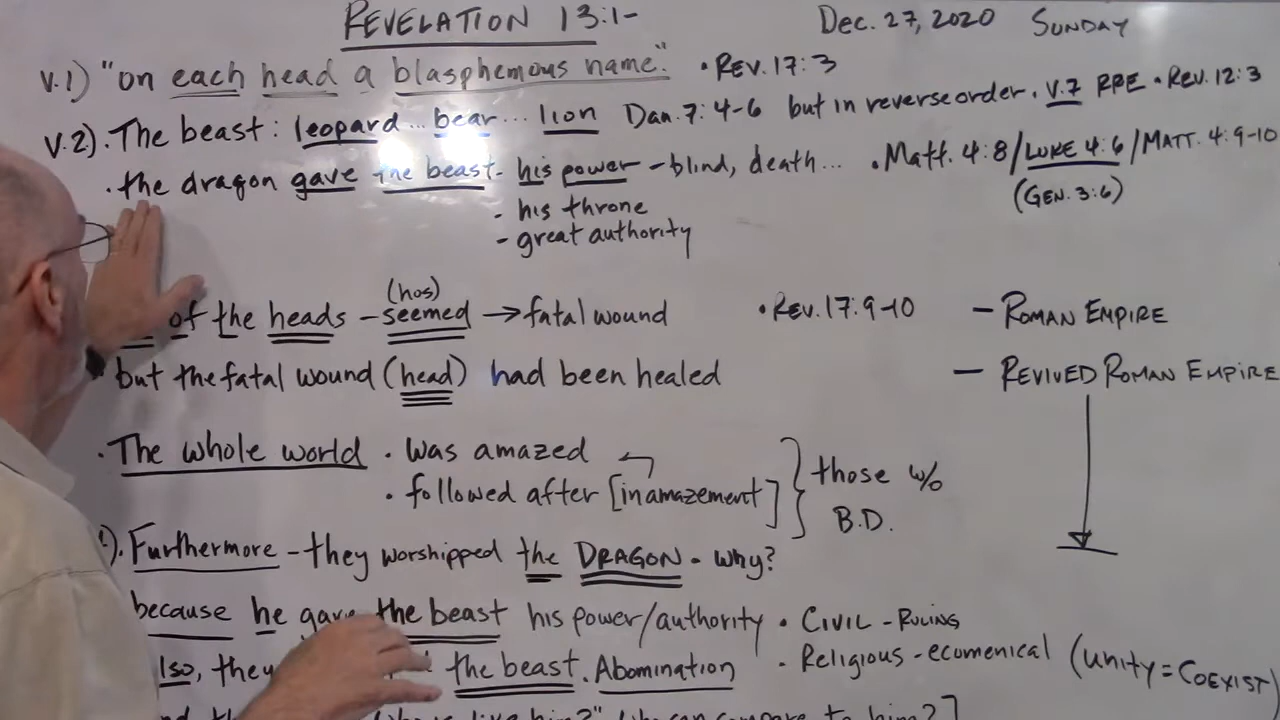 REVELATION 13:1- Dec. 27, 2020 SUNDAY
V.1) "on each head a blasphemous name." • REV. 17:3
V.2). The beast: leopard... bear... lion Dan. 7:4-6 but in reverse order. V.7 RRE • REV. 12:3
• the dragon gave the beast - his power - blind, death... • Matt. 4:8/LUKE 4:6/MATT. 4:9-10
- his throne (GEN. 3:6)
- great authority
(hos)
of the heads - seemed → fatal wound • REV. 17:9-10 - ROMAN EMPIRE
but the fatal wound (head) had been healed - REVIVED ROMAN EMPIRE
• The whole world • was amazed
• followed after [in amazement] } those w/ B.D.
). Furthermore - they worshipped the DRAGON - why?
because he gave the beast his power/authority • CIVIL - RULING
lso, they the beast. Abomination • Religious - ecumenical (unity = COEXIST)
him?" compare to him?]